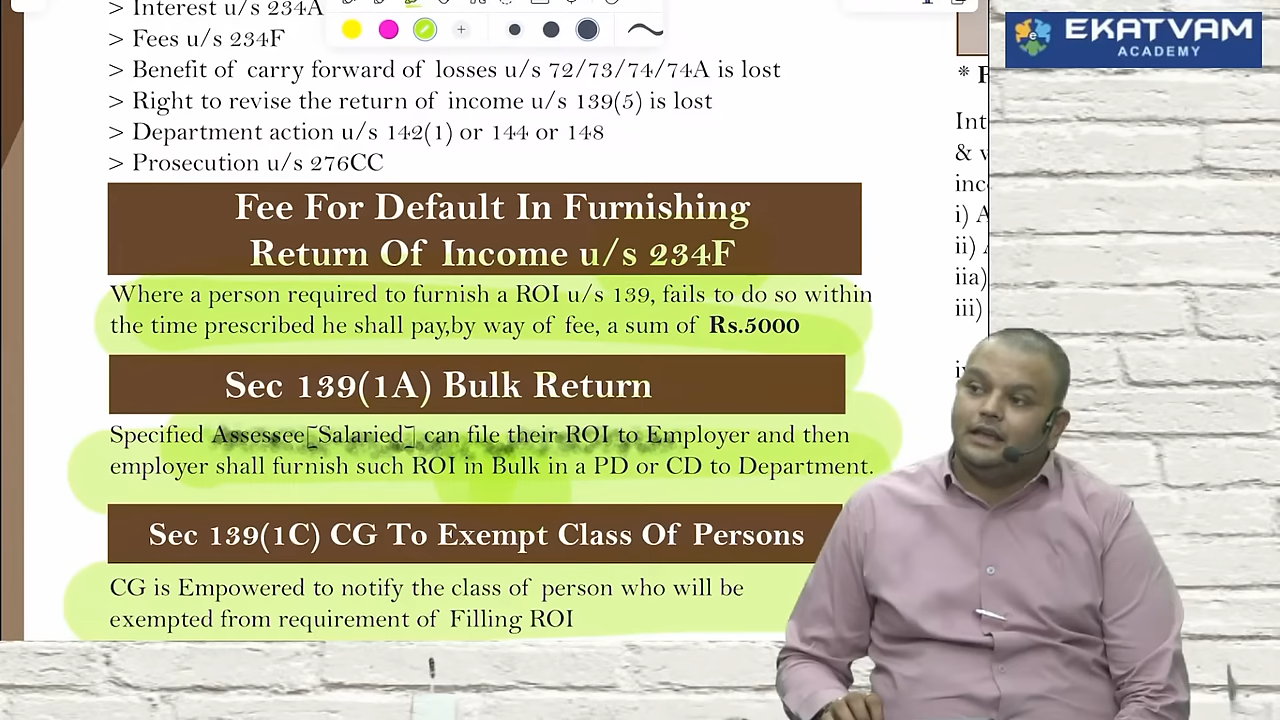 > Interest u/s 234A
> Fees u/s 234F
> Benefit of carry forward of losses u/s 72/73/74/74A is lost
> Right to revise the return of income u/s 139(5) is lost
> Department action u/s 142(1) or 144 or 148
> Prosecution u/s 276CC
Fee For Default In Furnishing
Return Of Income u/s 234F
Where a person required to furnish a ROI u/s 139, fails to do so within
the time prescribed he shall pay,by way of fee, a sum of Rs.5000
Sec 139(1A) Bulk Return
Specified Assessee[Salaried] can file their ROI to Employer and then
employer shall furnish such ROI in Bulk in a PD or CD to Department.
Sec 139(1C) CG To Exempt Class Of Persons
CG is Empowered to notify the class of person who will be
exempted from requirement of Filling ROI
EKATVAM
ACADEMY
Int
&
i)
ii)
iia)
iii)